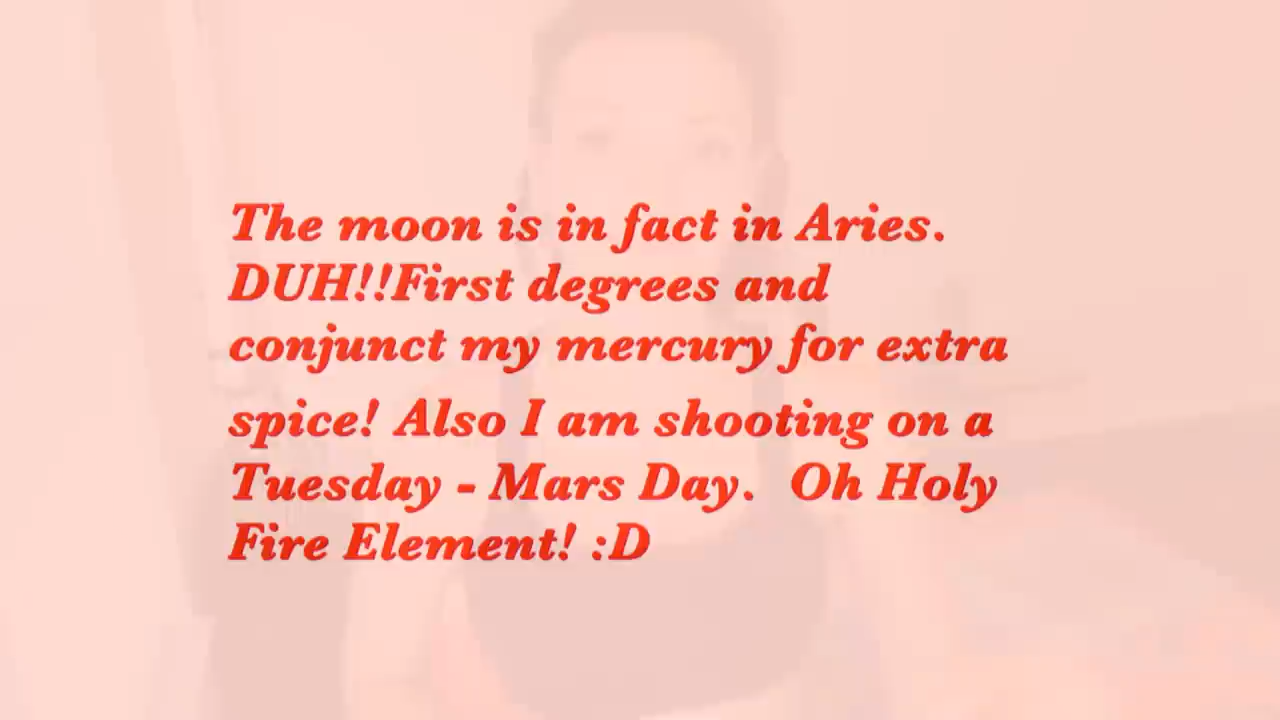 The moon is in fact in Aries.
DUH!!First degrees and
conjunct my mercury for extra
spice! Also I am shooting on a
Tuesday - Mars Day.  Oh Holy
Fire Element! :D